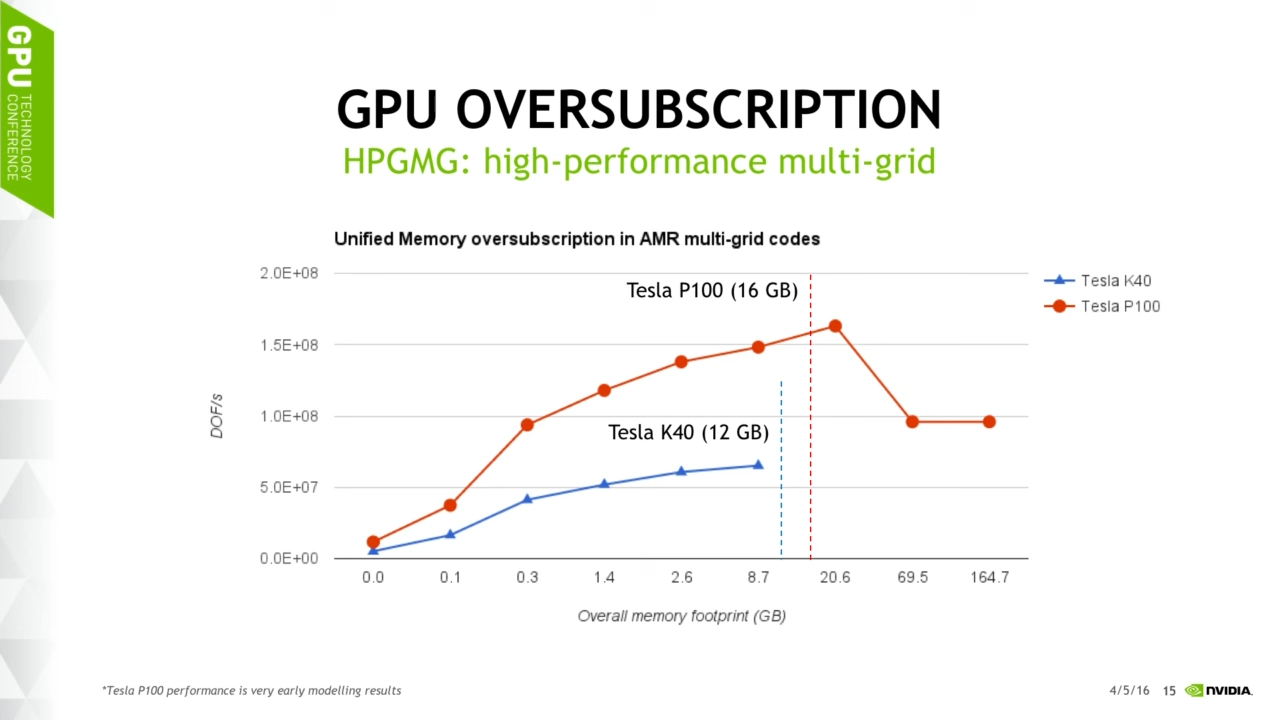 GPU
TECHNOLOGY
CONFERENCE
GPU OVERSUBSCRIPTION
HPGMG: high-performance multi-grid
Unified Memory oversubscription in AMR multi-grid codes
2.0E+08
1.5E+08
1.0E+08
5.0E+07
0.0E+00
DOF/s
Tesla P100 (16 GB)
Tesla K40 (12 GB)
Tesla K40
Tesla P100
0.0 0.1 0.3 1.4 2.6 8.7 20.6 69.5 164.7
Overall memory footprint (GB)
*Tesla P100 performance is very early modelling results
4/5/16 15 NVIDIA.